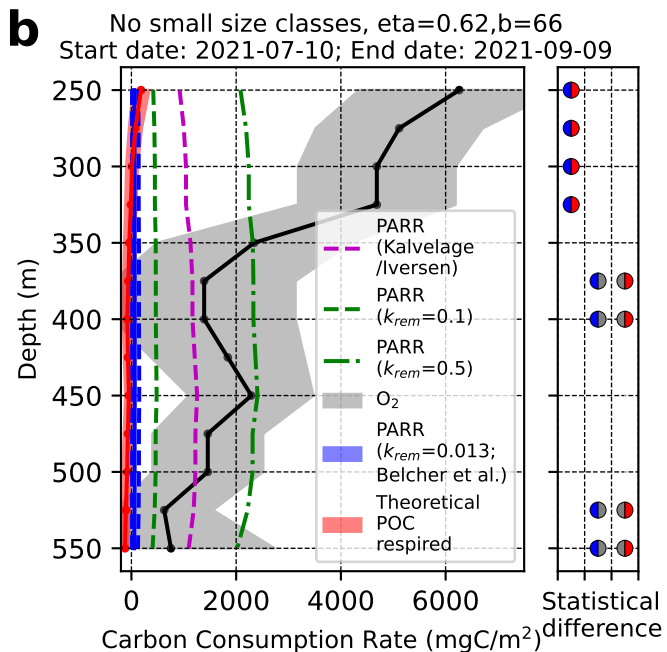 b
No small size classes, eta=0.62,b=66
Start date: 2021-07-10; End date: 2021-09-09
250
300
350
400
450
500
550
Depth (m)
PARR
(Kalvelage
/Iversen)
PARR
(k_rem=0.1)
PARR
(k_rem=0.5)
O₂
PARR
(k_rem=0.013;
Belcher et al.)
Theoretical
POC
respired
0 2000 4000 6000
Carbon Consumption Rate (mgC/m²)
Statistical
difference